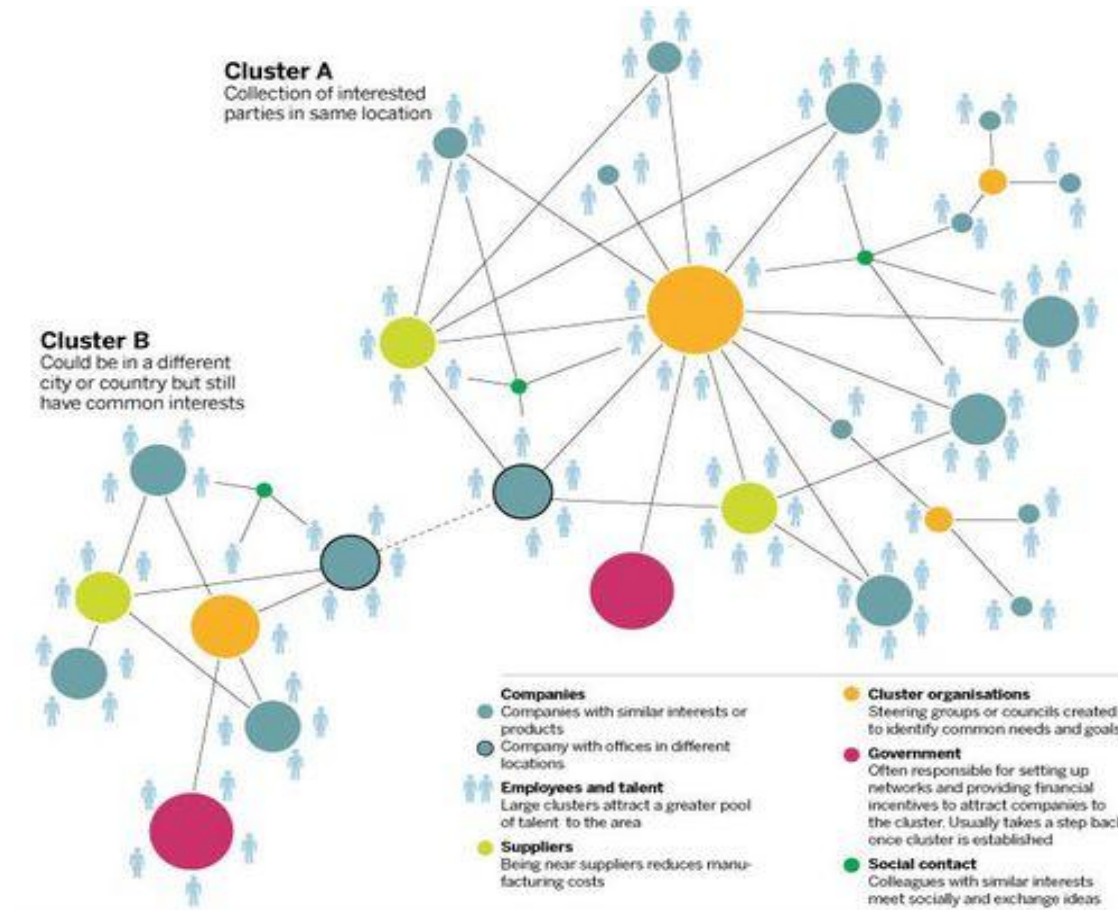 Cluster A
Collection of interested
parties in same location
Cluster B
Could be in a different
city or country but still
have common interests
Companies
Companies with similar interests or
products
Company with offices in different
locations
Employees and talent
Large clusters attract a greater pool
of talent to the area
Suppliers
Being near suppliers reduces manu-
facturing costs
Cluster organisations
Steering groups or councils created
to identify common needs and goals
Government
Often responsible for setting up
networks and providing financial
incentives to attract companies to
the cluster. Usually takes a step back
once cluster is established
Social contact
Colleagues with similar interests
meet socially and exchange ideas